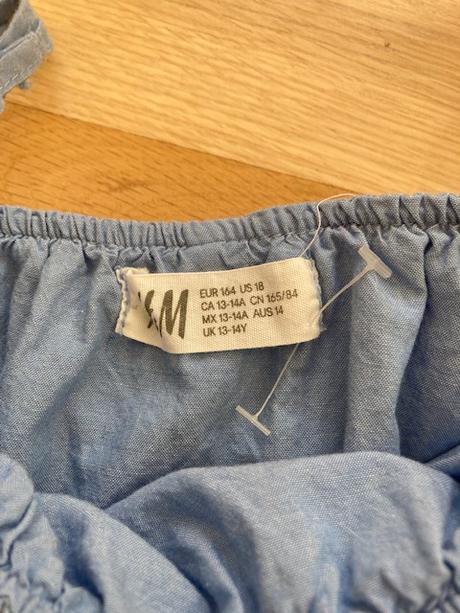 H&M
EUR 164 US 18
CA 13-14A CN 165/84
MX 13-14A AUS 14
UK 13-14Y